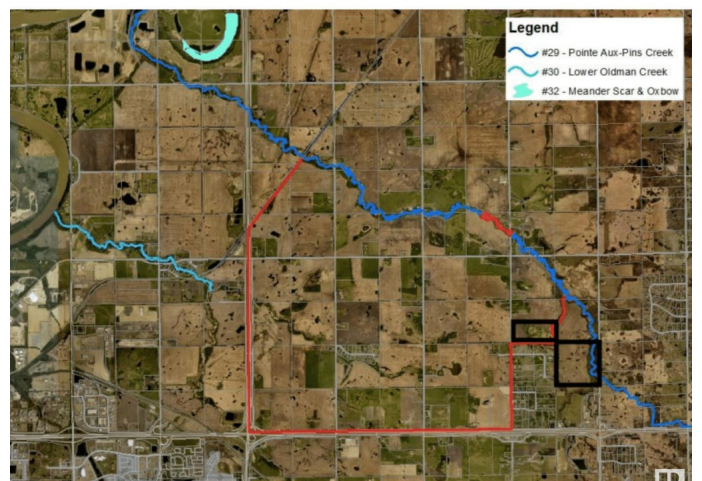 Legend
#29 - Pointe Aux-Pins Creek
#30 - Lower Oldman Creek
#32 - Meander Scar & Oxbow